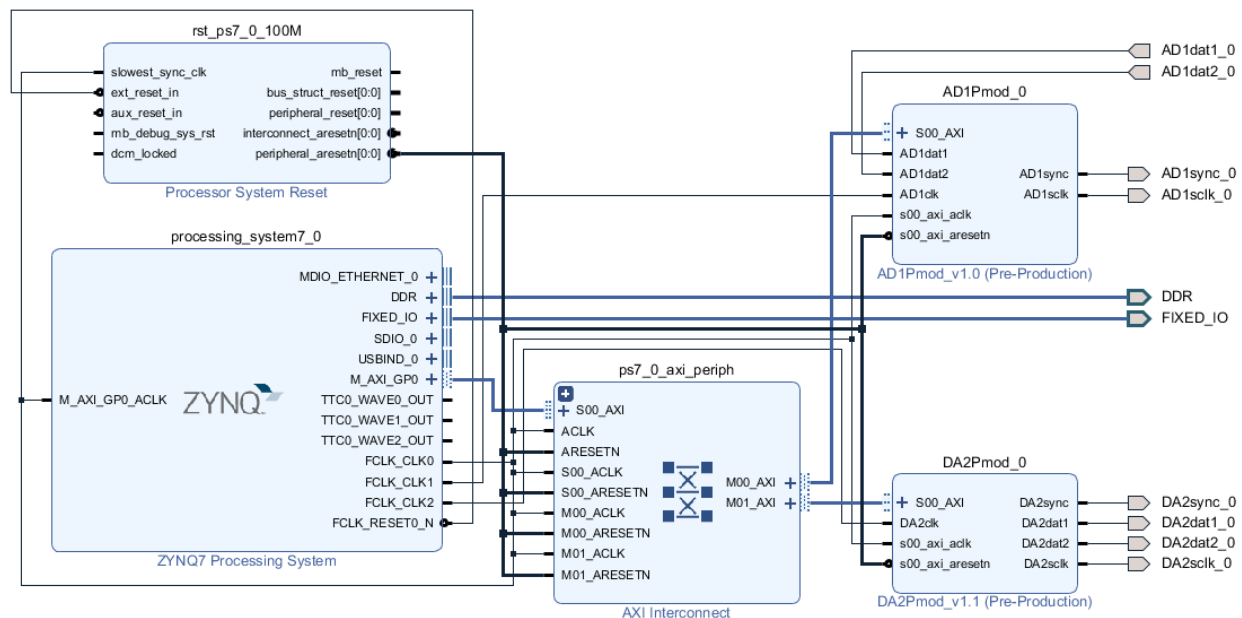 rst_ps7_0_100M
slowest_sync_clk
ext_reset_in
aux_reset_in
mb_debug_sys_rst
dcm_locked
mb_reset
bus_struct_reset[0:0]
peripheral_reset[0:0]
interconnect_aresetn[0:0]
peripheral_aresetn[0:0]
Processor System Reset
processing_system7_0
M_AXI_GP0_ACLK
ZYNQ
MDIO_ETHERNET_0
DDR
FIXED_IO
SDIO_0
USBIND_0
M_AXI_GP0
TTC0_WAVE0_OUT
TTC0_WAVE1_OUT
TTC0_WAVE2_OUT
FCLK_CLK0
FCLK_CLK1
FCLK_CLK2
FCLK_RESET0_N
ZYNQ7 Processing System
ps7_0_axi_periph
S00_AXI
ACLK
ARESETN
S00_ACLK
S00_ARESETN
M00_ACLK
M00_ARESETN
M01_ACLK
M01_ARESETN
M00_AXI
M01_AXI
AXI Interconnect
AD1Pmod_0
S00_AXI
AD1dat1
AD1dat2
AD1clk
s00_axi_aclk
s00_axi_aresetn
AD1sync
AD1sclk
AD1Pmod_v1.0 (Pre-Production)
DA2Pmod_0
S00_AXI
DA2clk
s00_axi_aclk
s00_axi_aresetn
DA2sync
DA2dat1
DA2dat2
DA2sclk
DA2Pmod_v1.1 (Pre-Production)
AD1dat1_0
AD1dat2_0
AD1sync_0
AD1sclk_0
DDR
FIXED_IO
DA2sync_0
DA2dat1_0
DA2dat2_0
DA2sclk_0